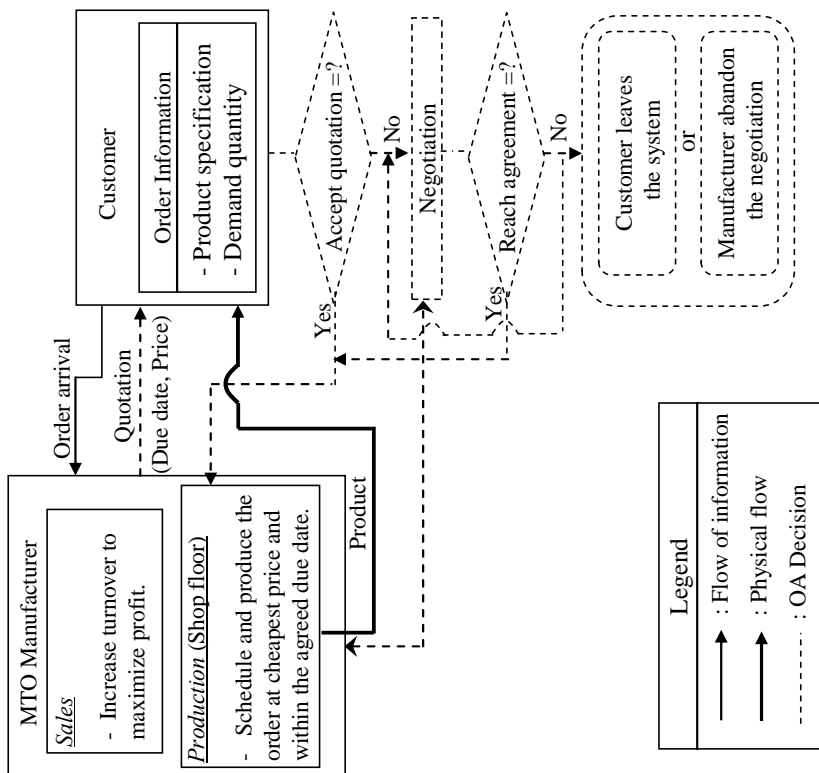 MTO Manufacturer
Sales
- Increase turnover to
maximize profit.
Production (Shop floor)
- Schedule and produce the
order at cheapest price and
within the agreed due date.
Order arrival
Quotation
(Due date, Price)
Product
Customer
Order Information
- Product specification
- Demand quantity
Accept quotation =?
Yes
No
Negotiation
Reach agreement =?
Yes
No
Customer leaves
the system
or
Manufacturer abandon
the negotiation
Legend
: Flow of information
: Physical flow
: OA Decision